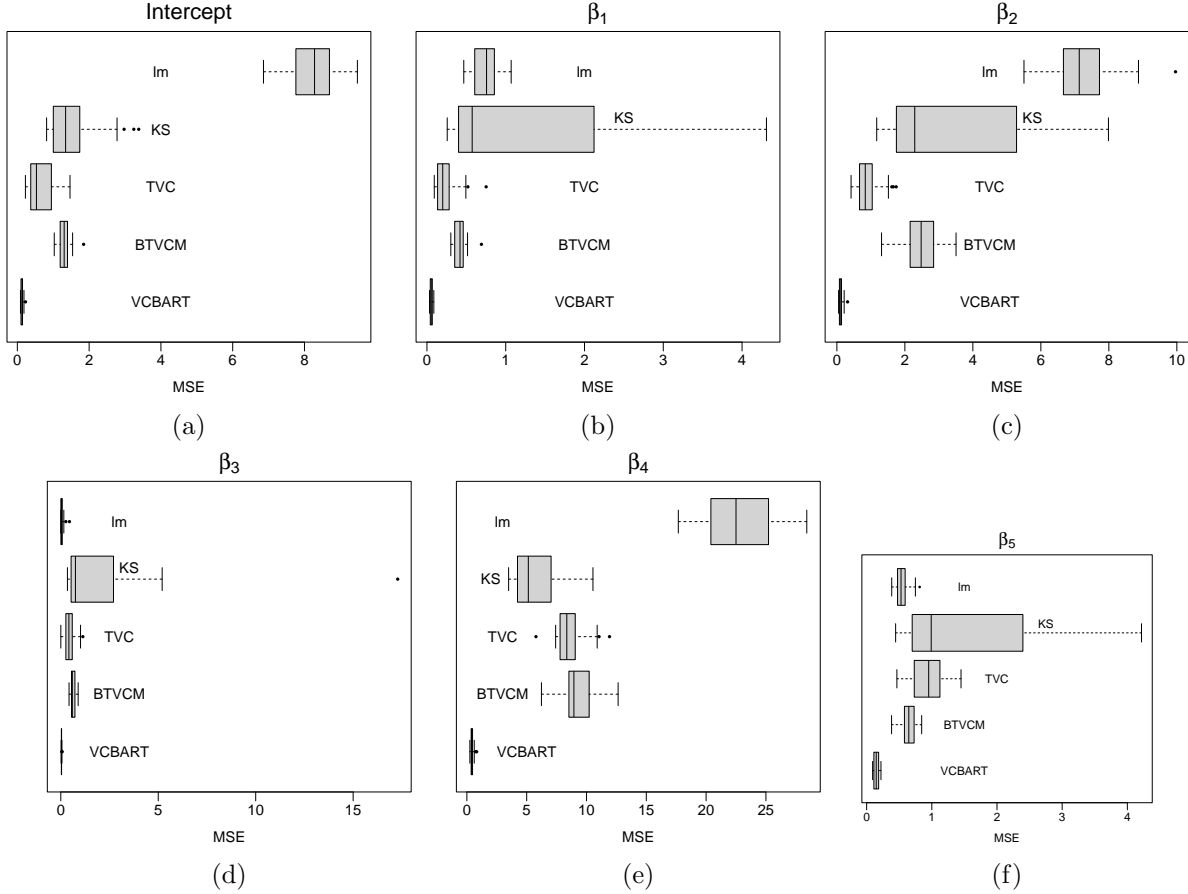 Intercept
lm
KS
TVC
BTVCM
VCBART
0 2 4 6 8
MSE
(a)
β1
lm
KS
TVC
BTVCM
VCBART
0 1 2 3 4
MSE
(b)
β2
lm
KS
TVC
BTVCM
VCBART
0 2 4 6 8 10
MSE
(c)
β3
lm
KS
TVC
BTVCM
VCBART
0 5 10 15
MSE
(d)
β4
lm
KS
TVC
BTVCM
VCBART
0 5 10 15 20 25
MSE
(e)
β5
lm
KS
TVC
BTVCM
VCBART
0 1 2 3 4
MSE
(f)